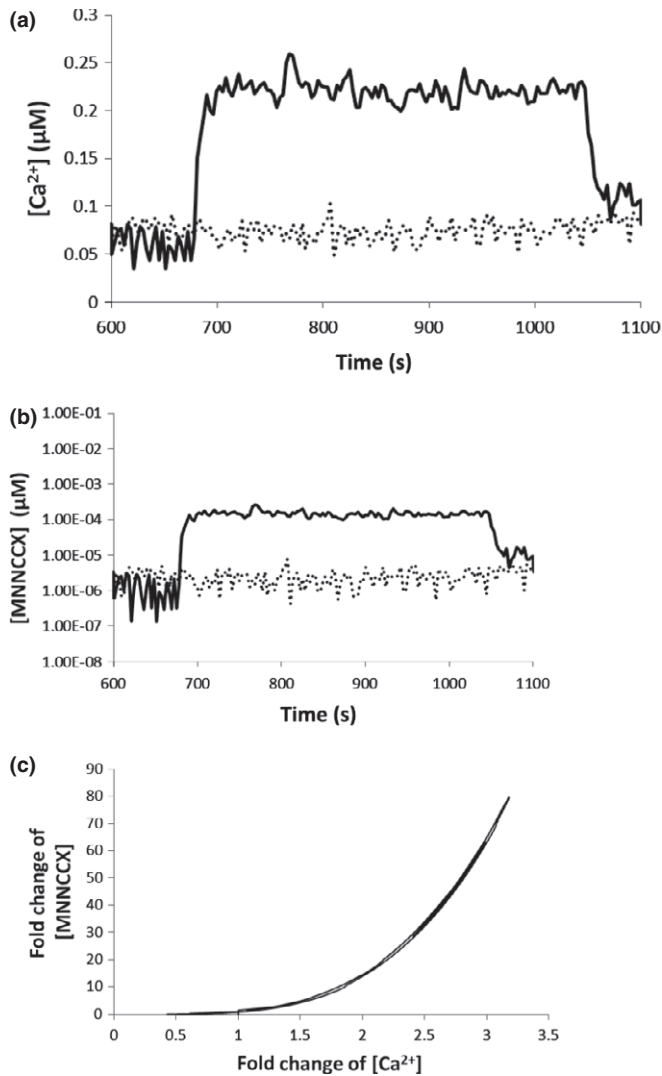 (a)
0.3
0.25
0.2
0.15
0.1
0.05
0
[Ca²⁺] (μM)
600 700 800 900 1000 1100
Time (s)
(b)
1.00E-01
1.00E-02
1.00E-03
1.00E-04
1.00E-05
1.00E-06
1.00E-07
1.00E-08
[MNNCCX] (μM)
600 700 800 900 1000 1100
Time (s)
(c)
90
80
70
60
50
40
30
20
10
0
Fold change of
[MNNCCX]
0 0.5 1 1.5 2 2.5 3 3.5
Fold change of [Ca²⁺]